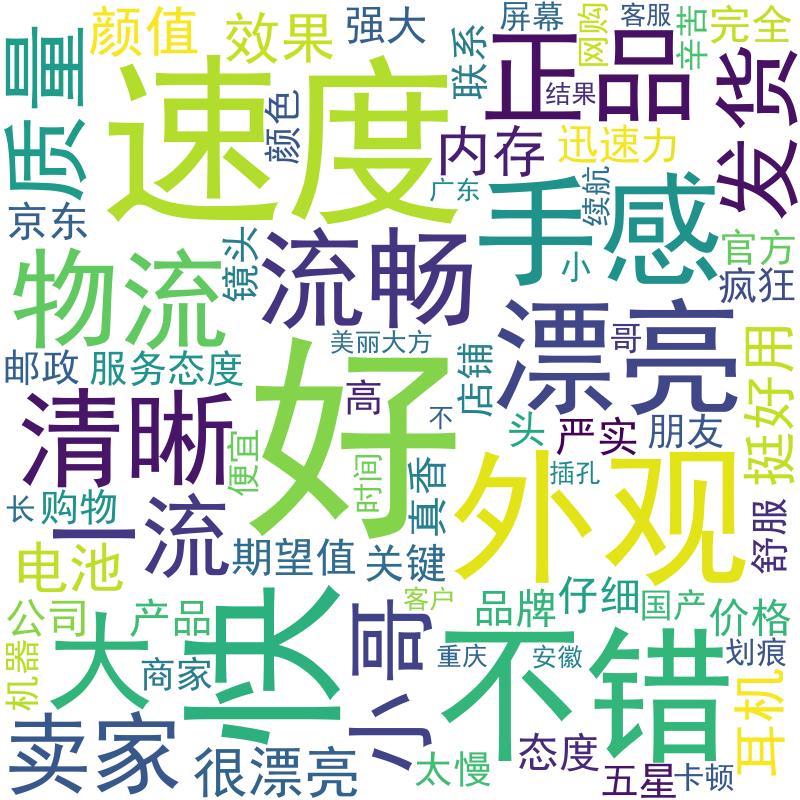 颜值
效果
强大
屏幕
网购
客服
辛苦
完全
质量
速度
颜色
联系
正品
结果
发货
内存
迅速力
广东
续航
京东
物流
镜头
流畅
手感
小
官方
疯狂
美丽大方
漂亮
哥
邮政
服务态度
好
高
店铺
不
挺好用
清晰
便宜
时间
真香
头
严实
朋友
长
购物
一流
外观
插孔
舒服
电池
期望值
关键
公司
产品
快
客户
小哥
品牌
仔细
国产
价格
机器
大
商家
不错
重庆
安徽
划痕
耳机
卖家
很漂亮
太慢
态度
五星
卡顿